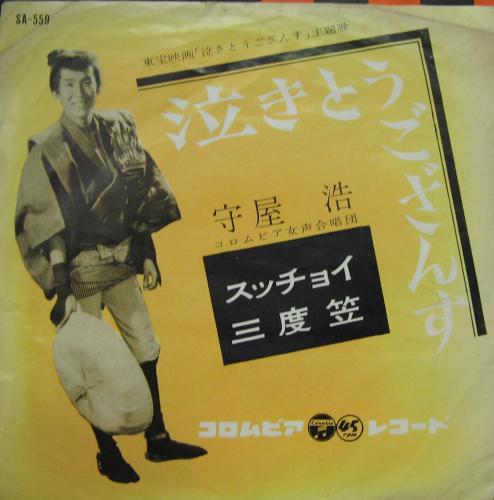 SA-559
東宝映画「泣きとうござんす」主題歌
泣きとうござんす
守屋 浩
コロムビア女声合唱団
スッチョイ
三度笠
コロムビア Columbia 45 rpm レコード